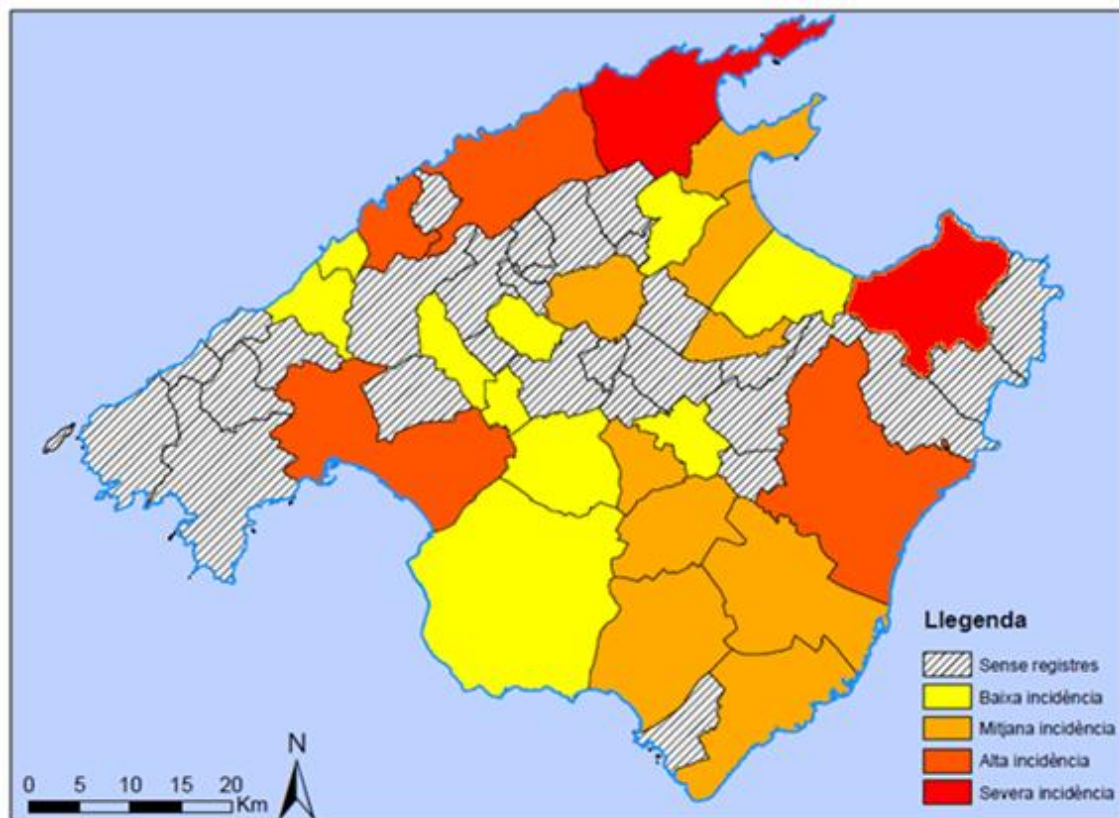 Llegenda
Sense registres
Baixa incidència
Mitjana incidència
Alta incidència
Severa incidència
N
0 5 10 15 20
Km